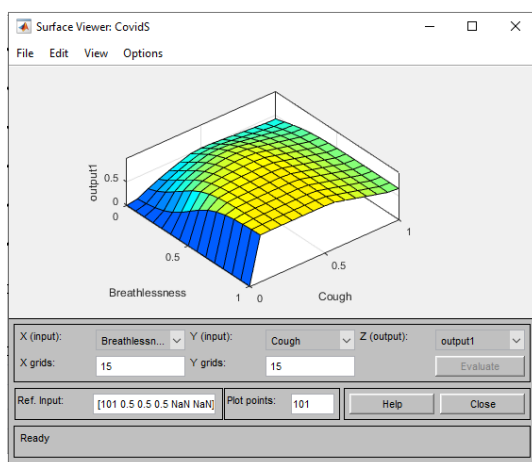 Surface Viewer: CovidS
File Edit View Options
output1
0.5
0
0
0.5
1
0
0.5
1
Breathlessness
Cough
X (input): Breathlessn... Y (input): Cough Z (output): output1
X grids: 15 Y grids: 15 Evaluate
Ref. Input: [101 0.5 0.5 0.5 NaN NaN] Plot points: 101 Help Close
Ready